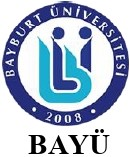 BAYBURT ÜNİVERSİTESİ
• 2008 •
BAYÜ